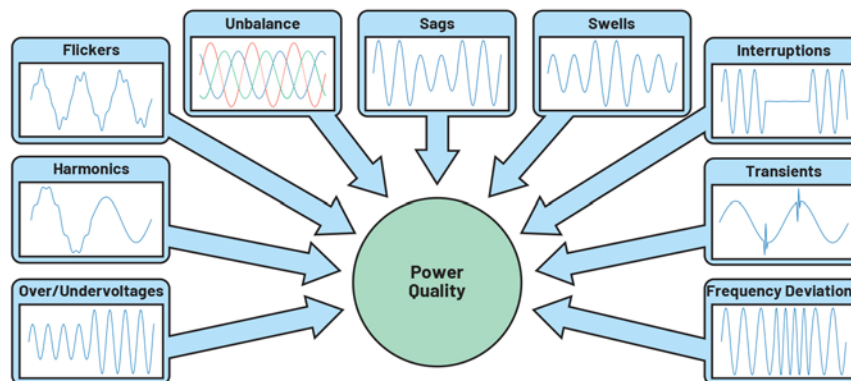 Flickers
Unbalance
Sags
Swells
Interruptions
Harmonics
Transients
Over/Undervoltages
Frequency Deviation
Power
Quality